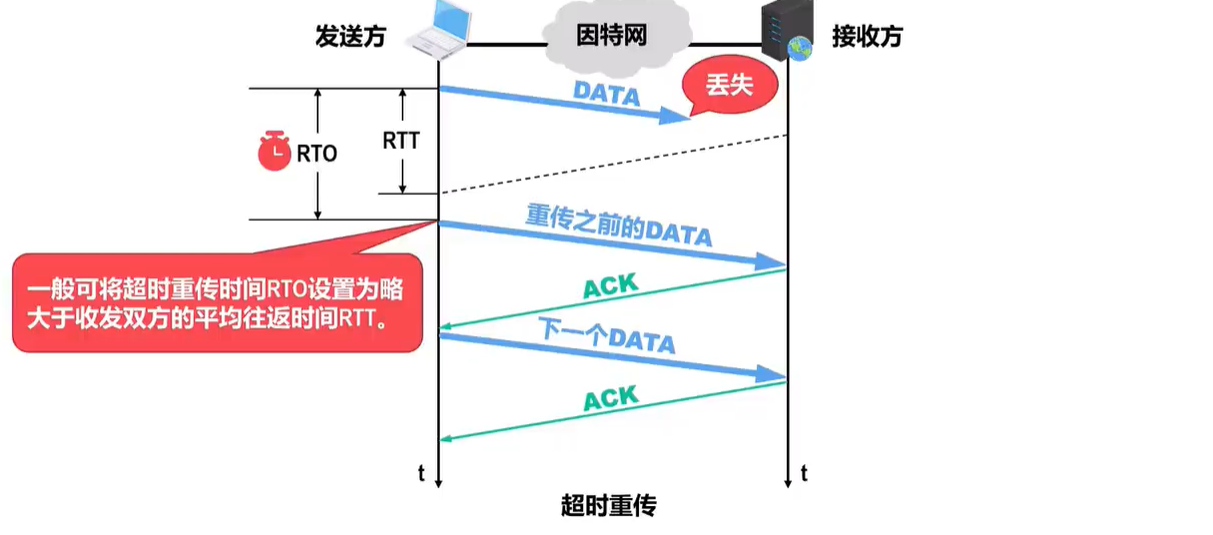 发送方
因特网
接收方
丢失
DATA
RTT
RTO
重传之前的DATA
一般可将超时重传时间RTO设置为略
大于收发双方的平均往返时间RTT。
ACK
下一个DATA
ACK
t
t
超时重传